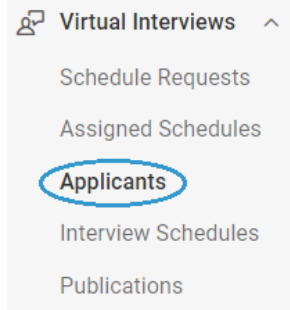 Virtual Interviews
Schedule Requests
Assigned Schedules
Applicants
Interview Schedules
Publications